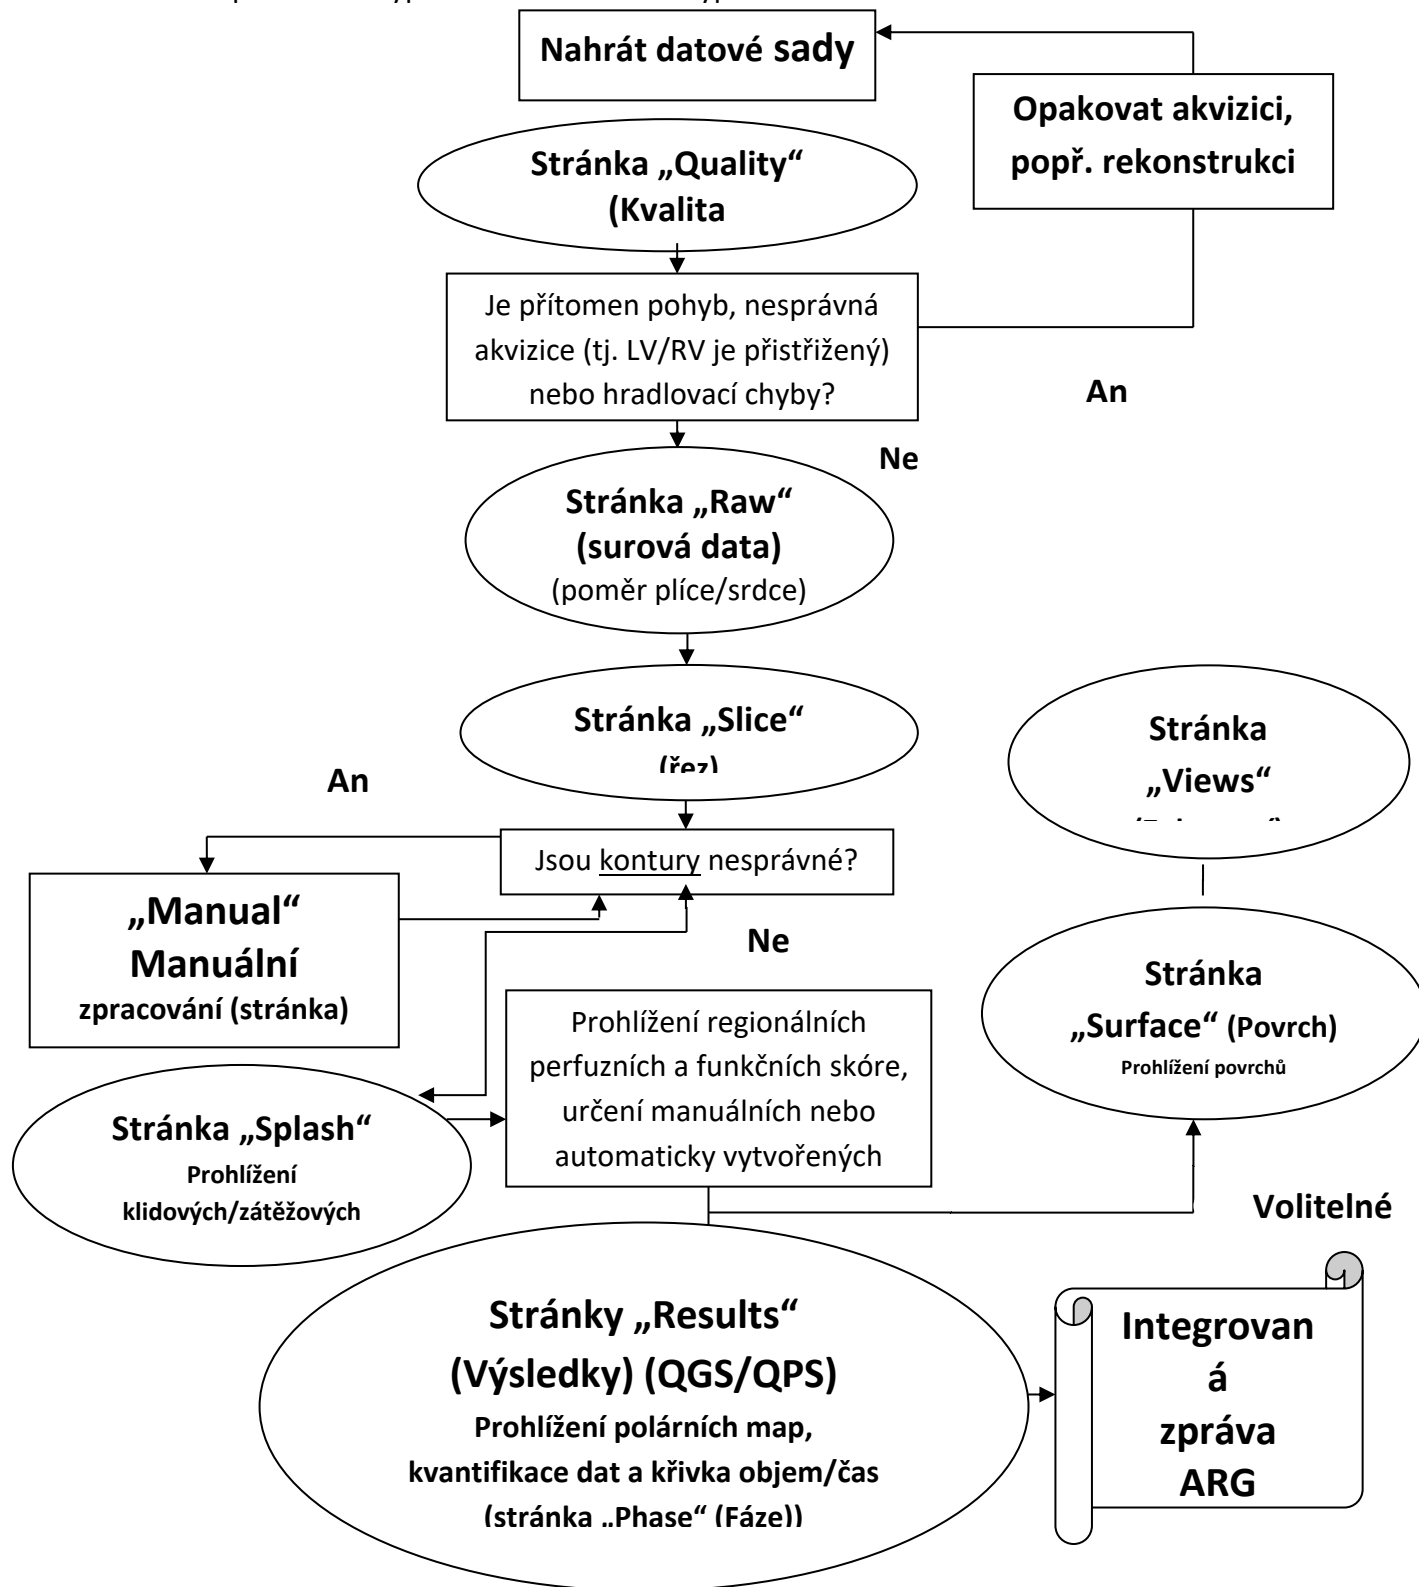 Nahrát datové sady
Opakovat akvizici,
popř. rekonstrukci
Stránka „Quality“
(Kvalita
Je přítomen pohyb, nesprávná
akvizice (tj. LV/RV je přistřižený)
nebo hradlovací chyby?
An
Ne
Stránka „Raw“
(surová data)
(poměr plíce/srdce)
Stránka „Slice“
(řez)
Stránka
„Views“
An
Jsou kontury nesprávné?
„Manual“
Manuální
zpracování (stránka)
Ne
Stránka
„Surface“ (Povrch)
Prohlížení povrchů
Prohlížení regionálních
perfuzních a funkčních skóre,
určení manuálních nebo
automaticky vytvořených
Stránka „Splash“
Prohlížení
klidových/zátěžových
Volitelné
Stránky „Results“
(Výsledky) (QGS/QPS)
Prohlížení polárních map,
kvantifikace dat a křivka objem/čas
(stránka „Phase“ (Fáze))
Integrovan
á
zpráva
ARG